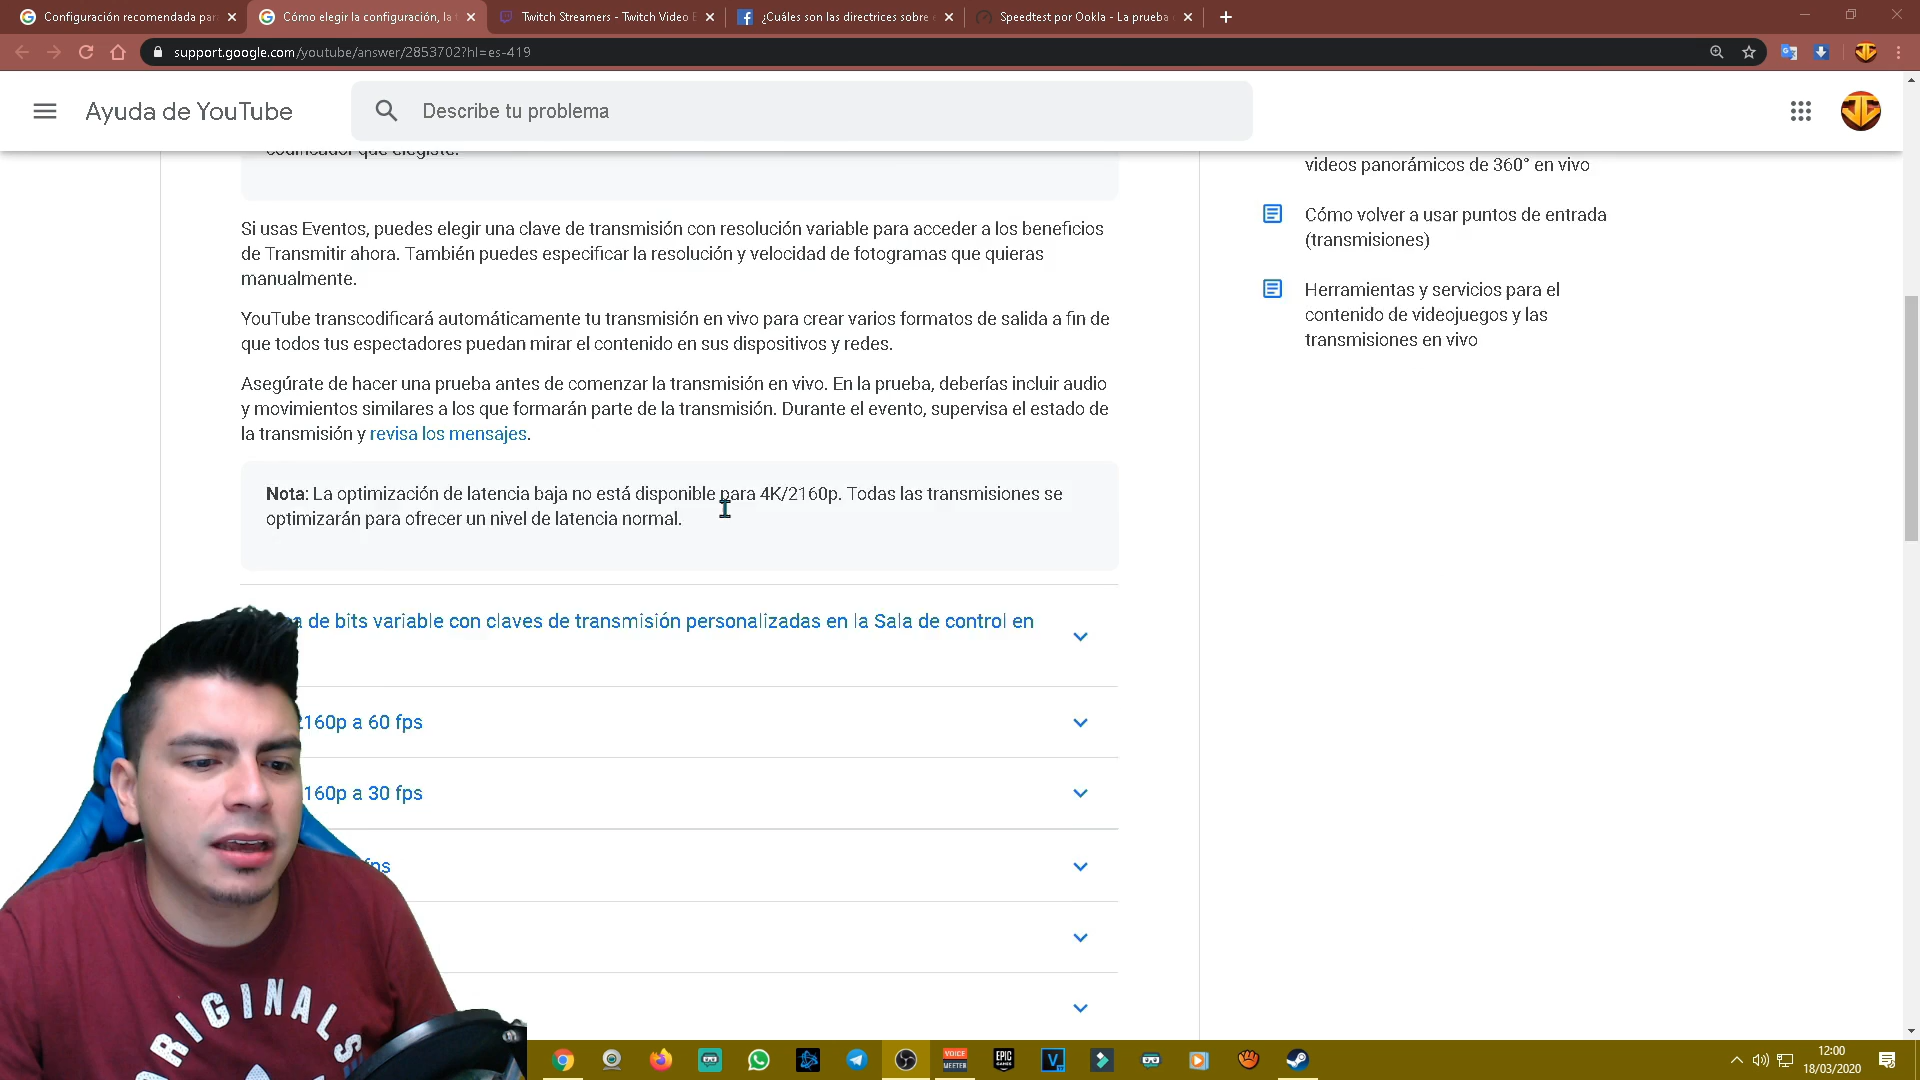 Configuración recomendada par
Cómo elegir la configuración, la t
Twitch Streamers - Twitch Video E
¿Cuáles son las directrices sobre e
Speedtest por Ookla - La prueba
support.google.com/youtube/answer/2853702?hl=es-419
Ayuda de YouTube
Describe tu problema
codificador que elegiste.
Si usas Eventos, puedes elegir una clave de transmisión con resolución variable para acceder a los beneficios
de Transmitir ahora. También puedes especificar la resolución y velocidad de fotogramas que quieras
manualmente.
YouTube transcodificará automáticamente tu transmisión en vivo para crear varios formatos de salida a fin de
que todos tus espectadores puedan mirar el contenido en sus dispositivos y redes.
Asegúrate de hacer una prueba antes de comenzar la transmisión en vivo. En la prueba, deberías incluir audio
y movimientos similares a los que formarán parte de la transmisión. Durante el evento, supervisa el estado de
la transmisión y revisa los mensajes.
Nota: La optimización de latencia baja no está disponible para 4K/2160p. Todas las transmisiones se
optimizarán para ofrecer un nivel de latencia normal.
de bits variable con claves de transmisión personalizadas en la Sala de control en
2160p a 60 fps
160p a 30 fps
fps
videos panorámicos de 360° en vivo
Cómo volver a usar puntos de entrada
(transmisiones)
Herramientas y servicios para el
contenido de videojuegos y las
transmisiones en vivo
ORIGINALS
VOICE
MEETER
EPIC
GAMES
12:00
18/03/2020